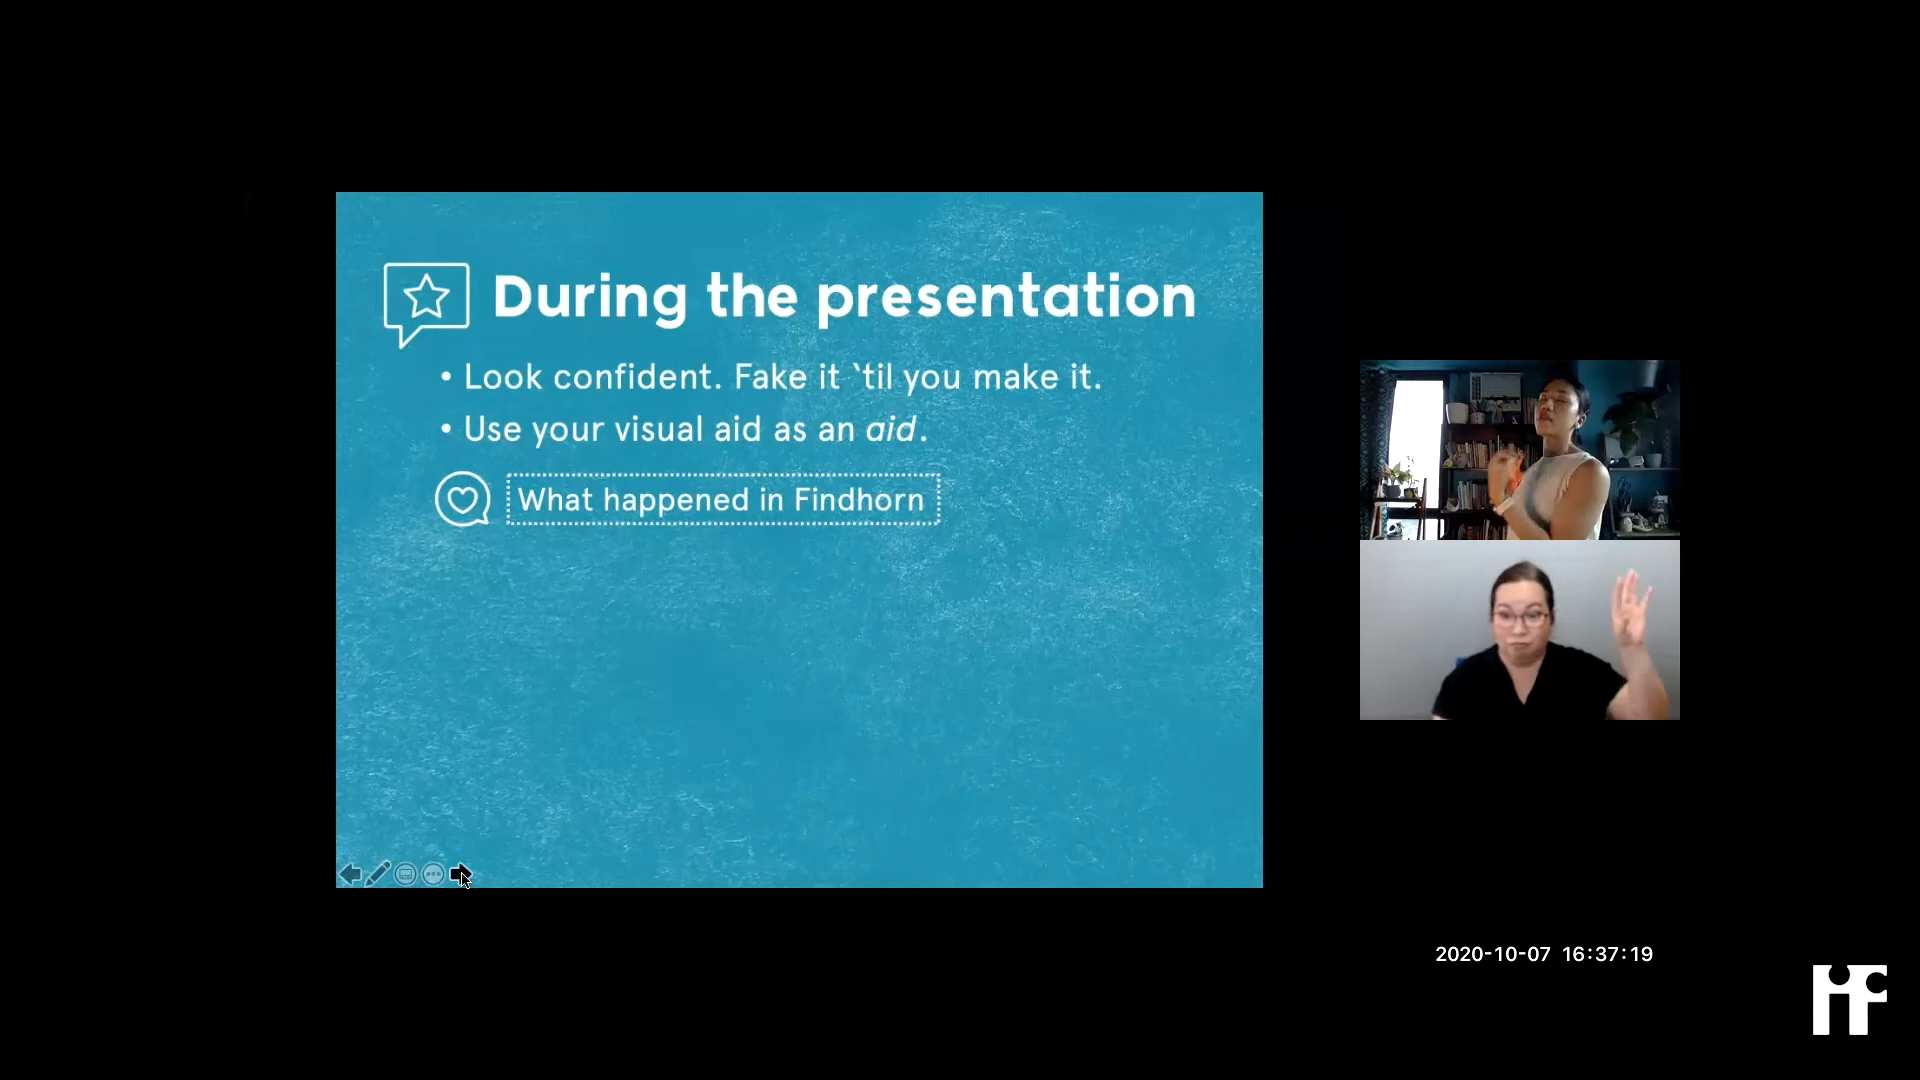 During the presentation
• Look confident. Fake it `til you make it.
• Use your visual aid as an aid.
What happened in Findhorn
2020-10-07 16:37:19